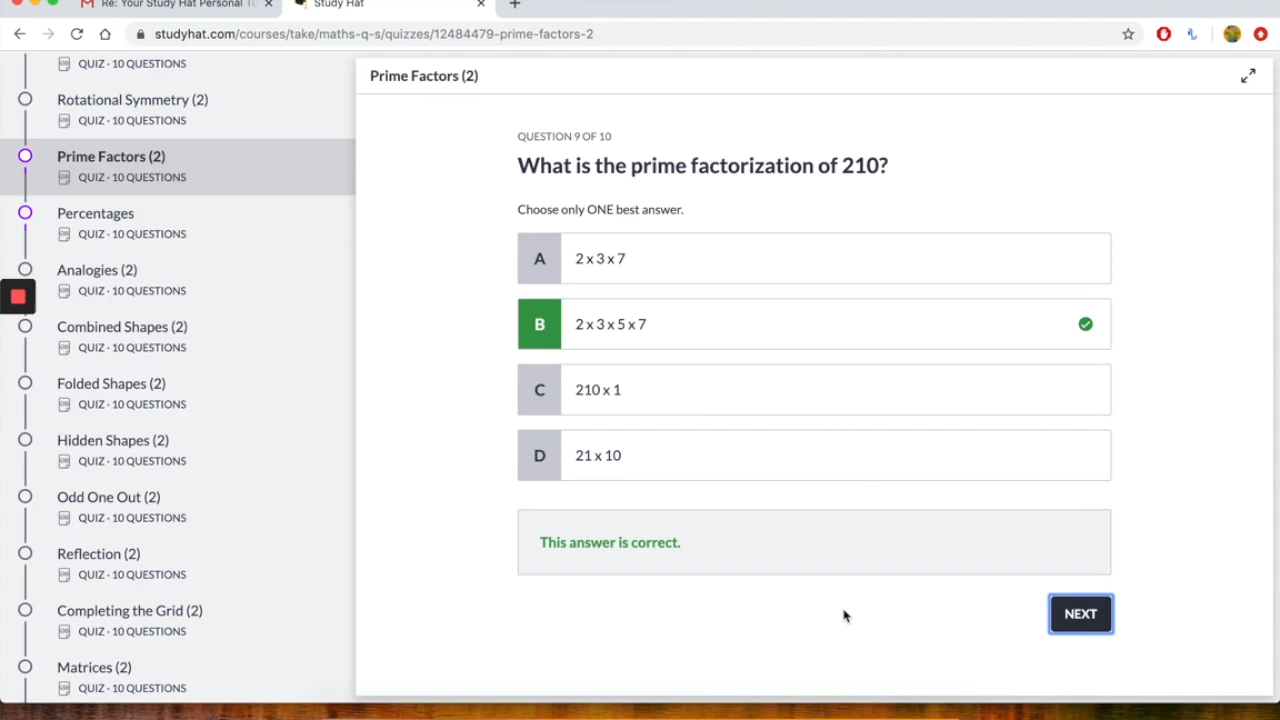 Re: Your Study Hat Personal
Study Hat
studyhat.com/courses/take/maths-q-s/quizzes/12484479-prime-factors-2
QUIZ · 10 QUESTIONS
Rotational Symmetry (2)
QUIZ · 10 QUESTIONS
Prime Factors (2)
QUIZ · 10 QUESTIONS
Percentages
QUIZ · 10 QUESTIONS
Analogies (2)
QUIZ · 10 QUESTIONS
Combined Shapes (2)
QUIZ · 10 QUESTIONS
Folded Shapes (2)
QUIZ · 10 QUESTIONS
Hidden Shapes (2)
QUIZ · 10 QUESTIONS
Odd One Out (2)
QUIZ · 10 QUESTIONS
Reflection (2)
QUIZ · 10 QUESTIONS
Completing the Grid (2)
QUIZ · 10 QUESTIONS
Matrices (2)
QUIZ · 10 QUESTIONS
Prime Factors (2)
QUESTION 9 OF 10
What is the prime factorization of 210?
Choose only ONE best answer.
A 2 x 3 x 7
B 2 x 3 x 5 x 7
C 210 x 1
D 21 x 10
This answer is correct.
NEXT